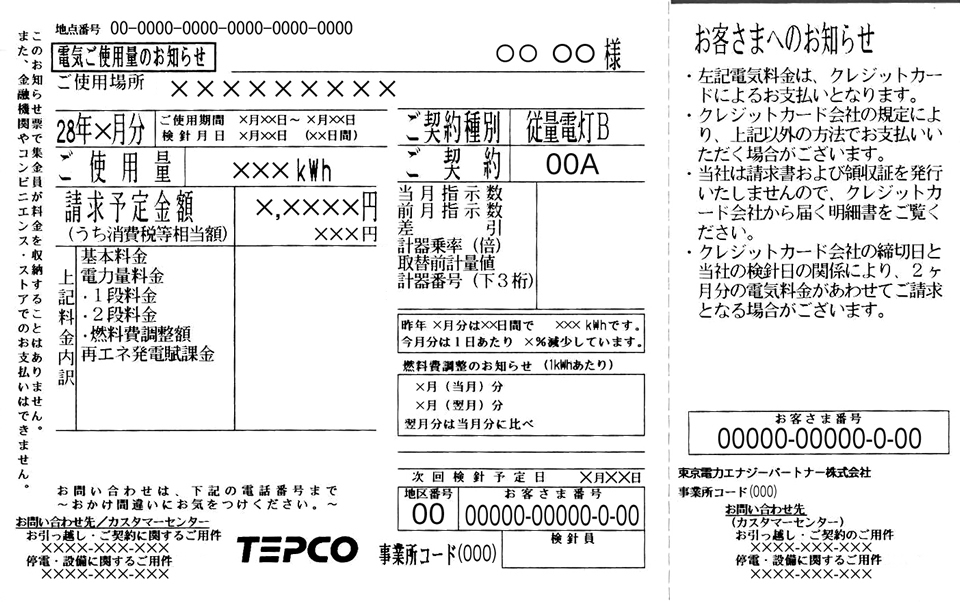 このお知らせ票で集金員が料金を収納することはありません。
また、金融機関やコンビニエンス・ストアでのお支払いはできません。
地点番号 00-0000-0000-0000-0000-0000
電気ご使用量のお知らせ
○○ ○○ 様
ご使用場所 ×××××××××
28年×月分
ご使用期間 ×月××日～ ×月××日
検針月日 ×月××日 (××日間)
ご使用量 ×××kWh
請求予定金額 ×,××××円
(うち消費税等相当額) ×××円
上記料金内訳
基本料金
電力量料金
・1段料金
・2段料金
・燃料費調整額
再エネ発電賦課金
ご契約種別 従量電灯B
ご契約 00A
当月指示数
前月指示数
差引
計器乗率(倍)
取替前計量値
計器番号(下3桁)
昨年 ×月分は××日間で ×××kWhです。
今月分は1日あたり ×%減少しています。
燃料費調整のお知らせ (1kWhあたり)
×月(当月)分
×月(翌月)分
翌月分は当月分に比べ
お問い合わせは、下記の電話番号まで
～おかけ間違いにお気をつけください。～
お問い合わせ先/カスタマーセンター
お引っ越し・ご契約に関するご用件
××××-×××-×××
停電・設備に関するご用件
××××-×××-×××
TEPCO
次回検針予定日 ×月××日
地区番号 お客さま番号
00 00000-00000-0-00
事業所コード(000)
検針員
お客さまへのお知らせ
・左記電気料金は、クレジットカー
ドによるお支払いとなります。
・クレジットカード会社の規定によ
り、上記以外の方法でお支払いい
ただく場合がございます。
・当社は請求書および領収証を発行
いたしませんので、クレジットカ
ード会社から届く明細書をご覧く
ださい。
・クレジットカード会社の締切日と
当社の検針日の関係により、2ヶ
月分の電気料金があわせてご請求
となる場合がございます。
お客さま番号
00000-00000-0-00
東京電力エナジーパートナー株式会社
事業所コード(000)
お問い合わせ先
(カスタマーセンター)
お引っ越し・ご契約のご用件
××××-×××-×××
停電・設備に関するご用件
××××-×××-×××